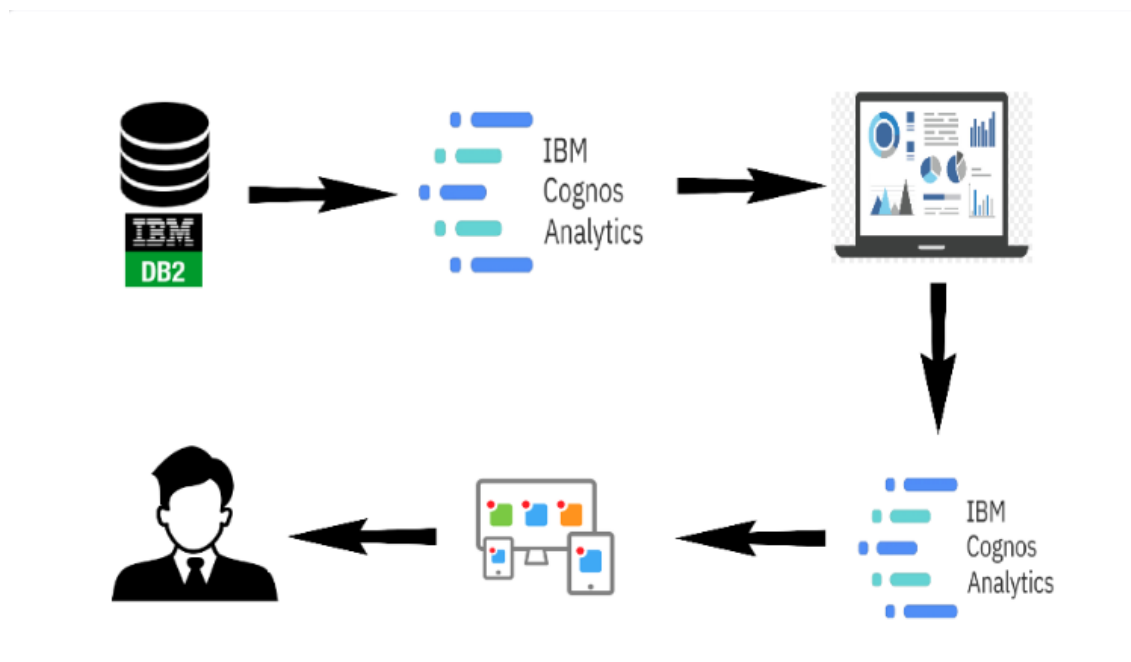 IBM
DB2
IBM
Cognos
Analytics
IBM
Cognos
Analytics